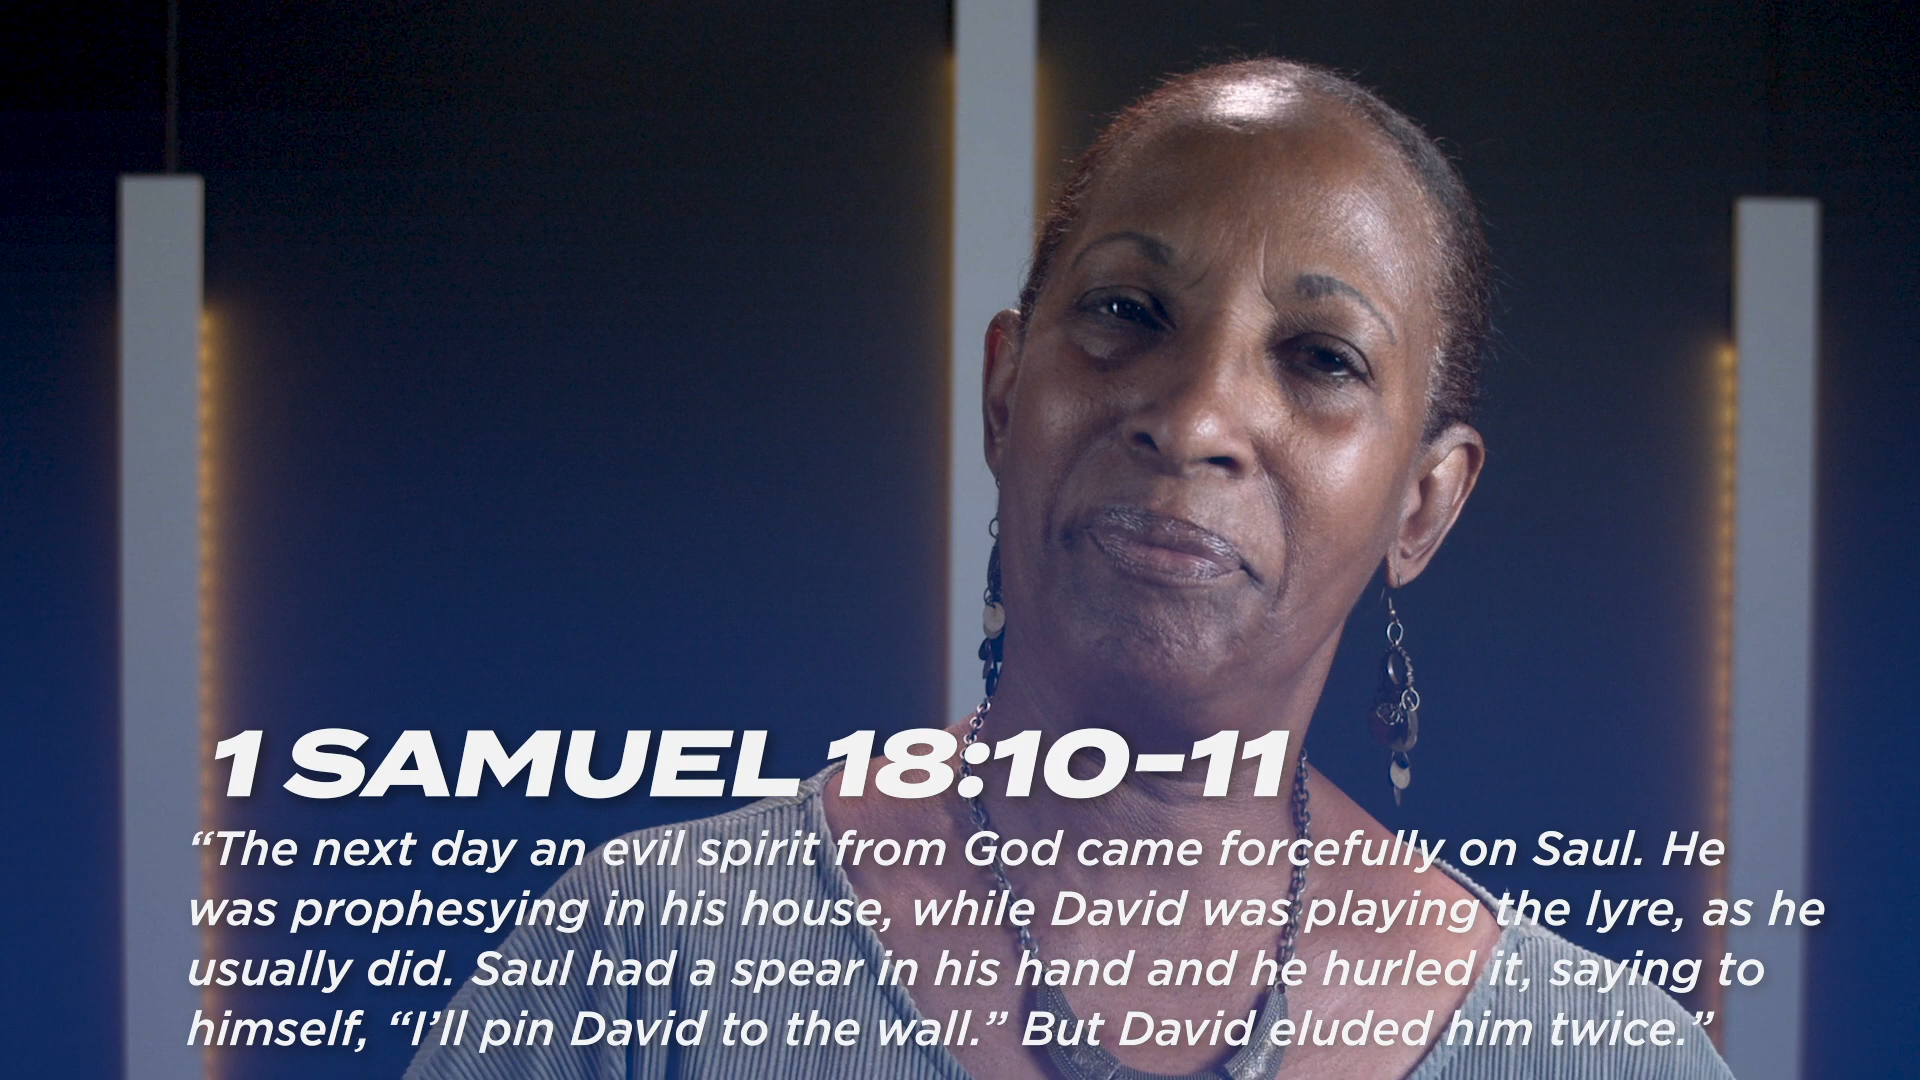 1 SAMUEL 18:10-11
“The next day an evil spirit from God came forcefully on Saul. He
was prophesying in his house, while David was playing the lyre, as he
usually did. Saul had a spear in his hand and he hurled it, saying to
himself, “I’ll pin David to the wall.” But David eluded him twice.”